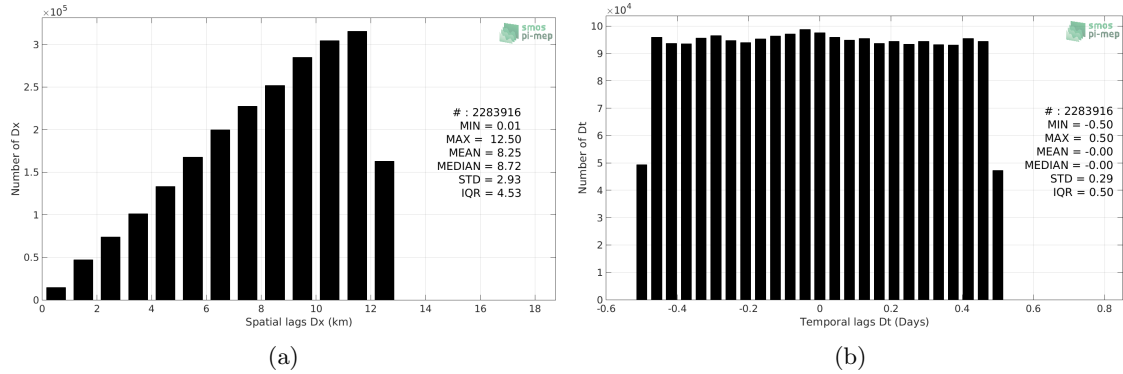 ×10^5
3
2.5
2
1.5
1
0.5
0
Number of Dx
0 2 4 6 8 10 12 14 16 18
Spatial lags Dx (km)
smos
pi-mep
# : 2283916
MIN = 0.01
MAX = 12.50
MEAN = 8.25
MEDIAN = 8.72
STD = 2.93
IQR = 4.53
(a)
×10^4
10
9
8
7
6
5
4
3
2
1
0
Number of Dt
-0.6 -0.4 -0.2 0 0.2 0.4 0.6 0.8
Temporal lags Dt (Days)
smos
pi-mep
# : 2283916
MIN = -0.50
MAX = 0.50
MEAN = -0.00
MEDIAN = -0.00
STD = 0.29
IQR = 0.50
(b)